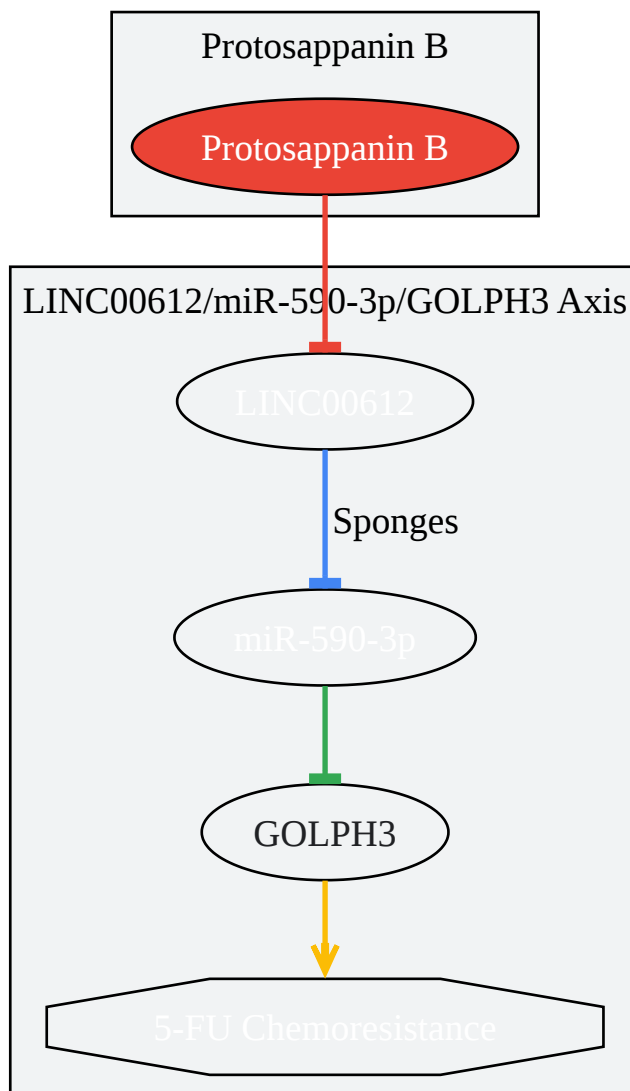 Protosappanin B
Protosappanin B
LINC00612/miR-590-3p/GOLPH3 Axis
LINC00612
Sponges
miR-590-3p
GOLPH3
5-FU Chemoresistance